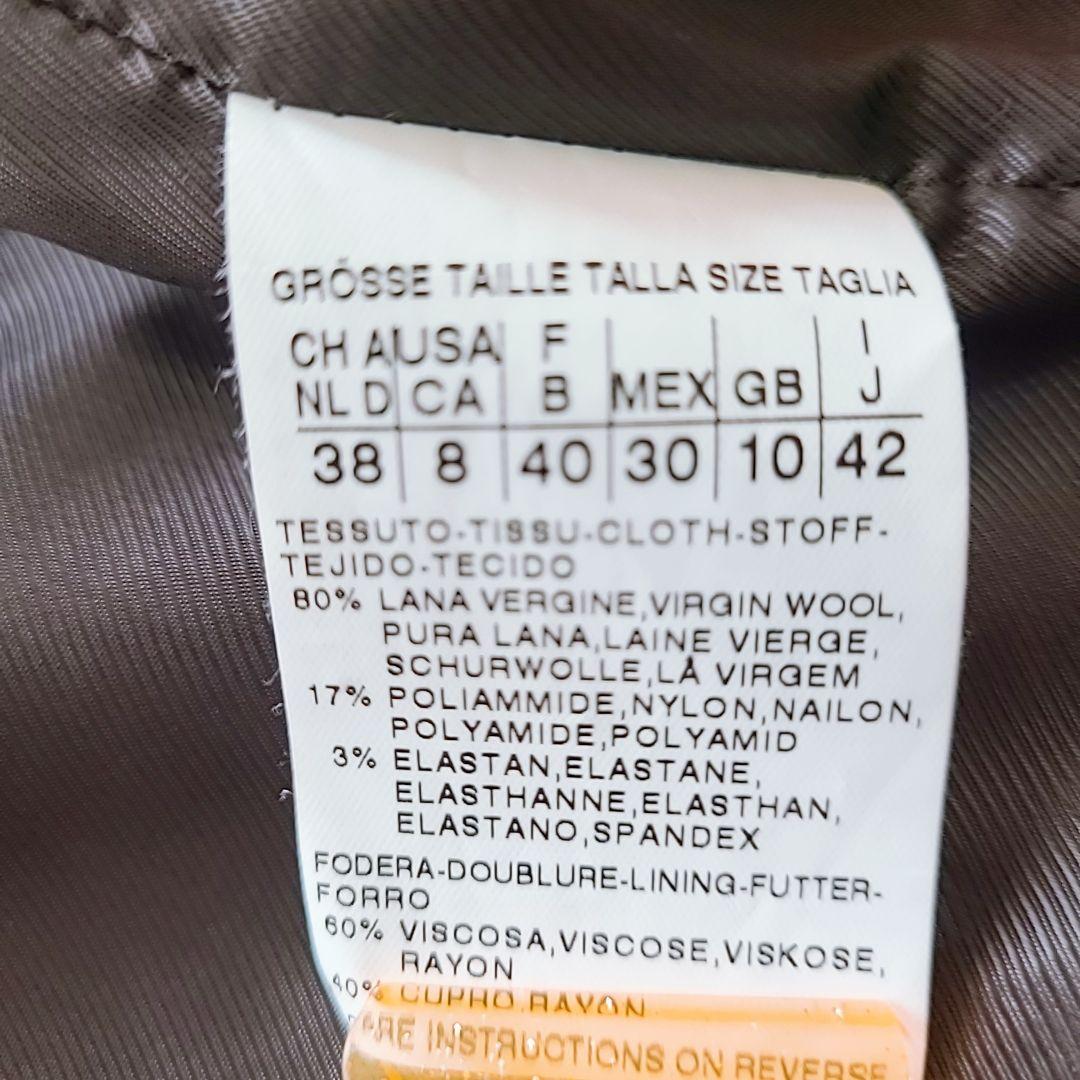 GRÖSSE TAILLE TALLA SIZE TAGLIA
CH A USA F I
NL D CA B MEX GB J
38 8 40 30 10 42
TESSUTO-TISSU-CLOTH-STOFF-
TEJIDO-TECIDO
80% LANA VERGINE,VIRGIN WOOL,
PURA LANA,LAINE VIERGE,
SCHURWOLLE,LÅ VIRGEM
17% POLIAMMIDE,NYLON,NAILON,
POLYAMIDE,POLYAMID
3% ELASTAN,ELASTANE,
ELASTHANNE,ELASTHAN,
ELASTANO,SPANDEX
FODERA-DOUBLURE-LINING-FUTTER-
FORRO
60% VISCOSA,VISCOSE,VISKOSE,
RAYON
40% CUPRO,RAYON
INSTRUCTIONS ON REVERSE